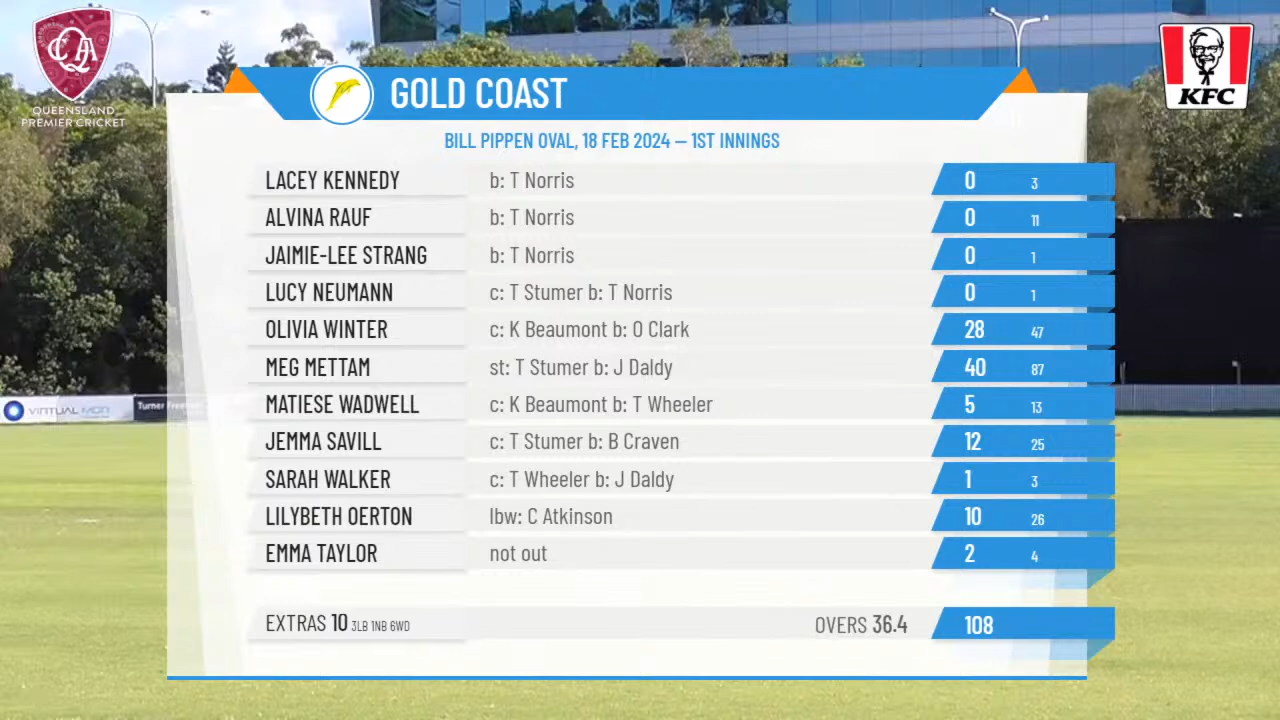 CQA
QUEENSLAND
PREMIER CRICKET
KFC
GOLD COAST
BILL PIPPEN OVAL, 18 FEB 2024 – 1ST INNINGS
LACEY KENNEDY b: T Norris 0 3
ALVINA RAUF b: T Norris 0 11
JAIMIE-LEE STRANG b: T Norris 0 1
LUCY NEUMANN c: T Stumer b: T Norris 0 1
OLIVIA WINTER c: K Beaumont b: O Clark 28 47
MEG METTAM st: T Stumer b: J Daldy 40 87
MATIESE WADWELL c: K Beaumont b: T Wheeler 5 13
JEMMA SAVILL c: T Stumer b: B Craven 12 25
SARAH WALKER c: T Wheeler b: J Daldy 1 3
LILYBETH OERTON lbw: C Atkinson 10 26
EMMA TAYLOR not out 2 4
EXTRAS 10 3LB 1NB 6WD OVERS 36.4 108
VIRTUAL
Turner